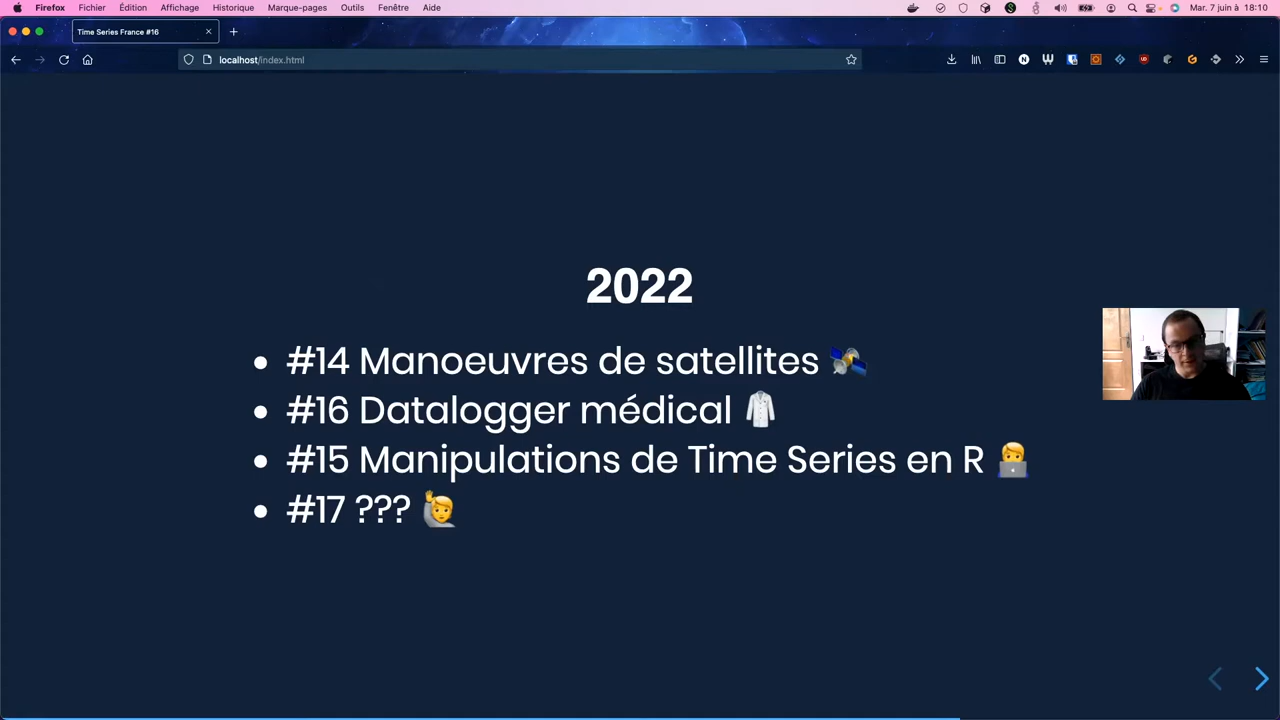 Firefox Fichier Édition Affichage Historique Marque-pages Outils Fenêtre Aide Mar. 7 juin à 18:10
Time Series France #16
localhost/index.html
2022
#14 Manoeuvres de satellites 🛰️
#16 Datalogger médical 🥼
#15 Manipulations de Time Series en R 🧑‍💻
#17 ??? 🙋